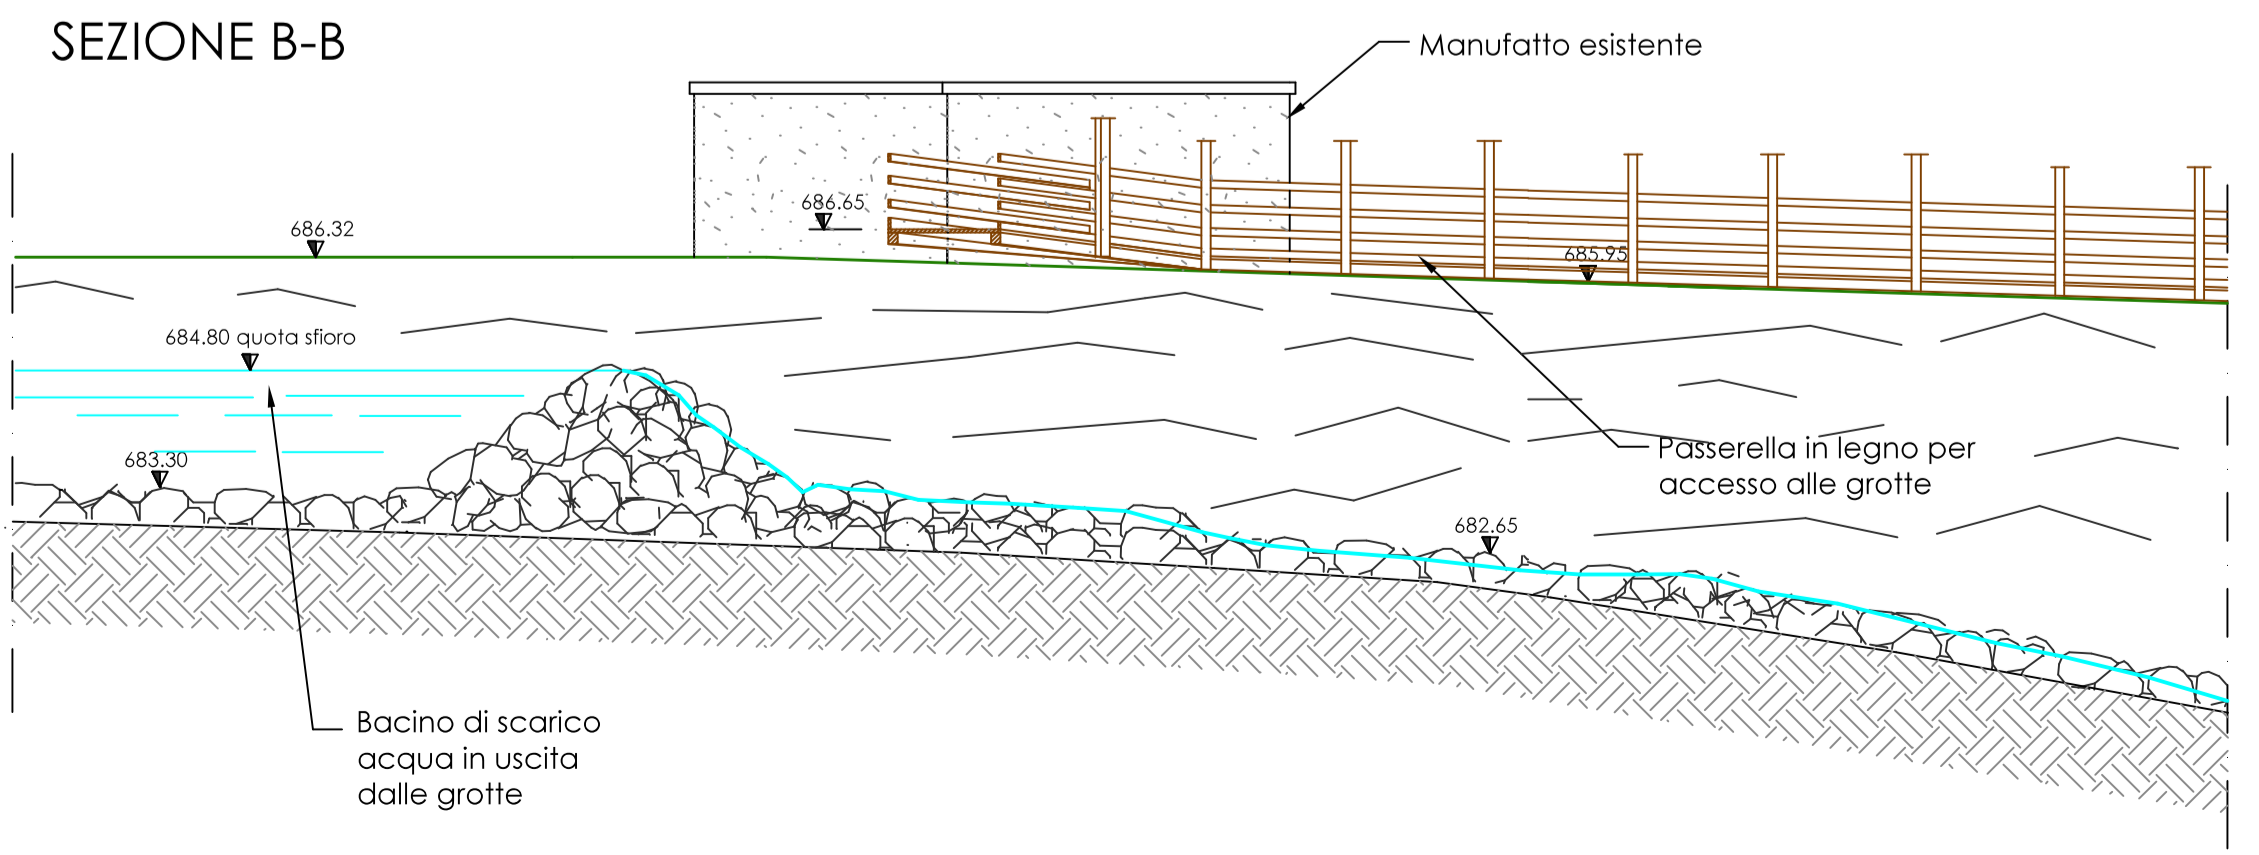 SEZIONE B-B
Manufatto esistente
686.65
686.32
685.95
684.80 quota sfioro
683.30
Passerella in legno per
accesso alle grotte
682.65
Bacino di scarico
acqua in uscita
dalle grotte